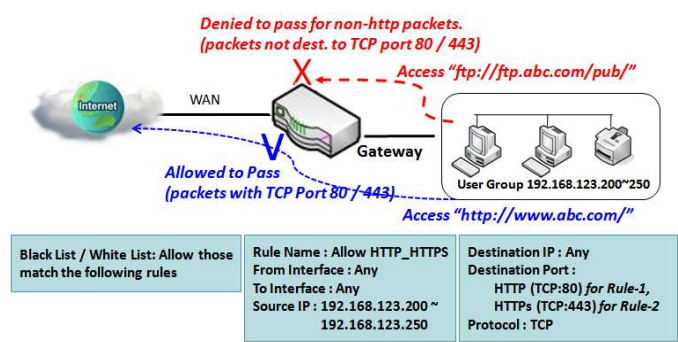 Denied to pass for non-http packets.
(packets not dest. to TCP port 80 / 443)
X
Access “ftp://ftp.abc.com/pub/”
Internet
WAN
Gateway
V
Allowed to Pass
(packets with TCP Port 80 / 443)
User Group 192.168.123.200~250
Access “http://www.abc.com/”
Black List / White List: Allow those
match the following rules
Rule Name : Allow HTTP_HTTPS
From Interface : Any
To Interface : Any
Source IP : 192.168.123.200 ~
192.168.123.250
Destination IP : Any
Destination Port :
HTTP (TCP:80) for Rule-1,
HTTPs (TCP:443) for Rule-2
Protocol : TCP